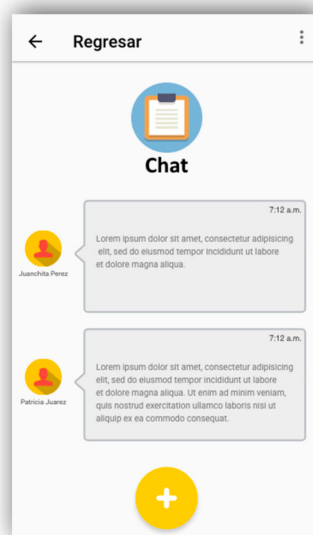 Regresar
Chat
7:12 a.m.
Lorem ipsum dolor sit amet, consectetur adipisicing
elit, sed do eiusmod tempor incididunt ut labore
et dolore magna aliqua.
Juanchita Perez
7:12 a.m.
Lorem ipsum dolor sit amet, consectetur adipisicing
elit, sed do eiusmod tempor incididunt ut labore
et dolore magna aliqua. Ut enim ad minim veniam,
quis nostrud exercitation ullamco laboris nisi ut
aliquip ex ea commodo consequat.
Patricia Juarez